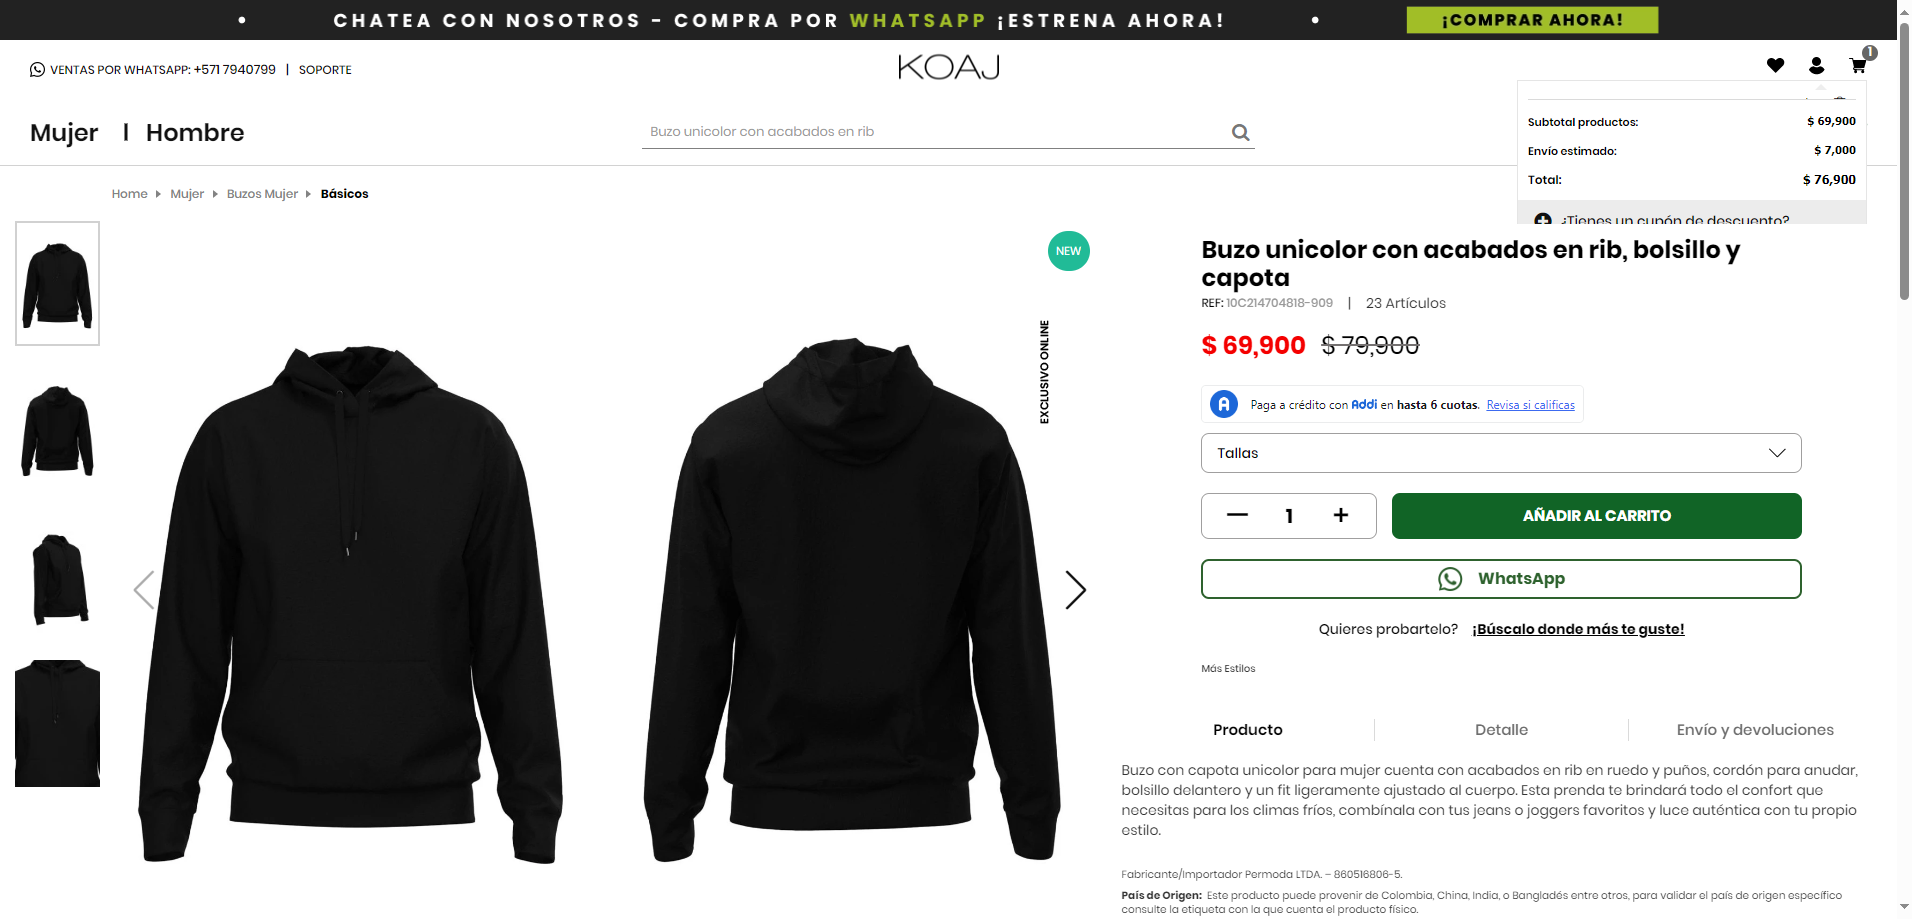 CHATEA CON NOSOTROS - COMPRA POR WHATSAPP ¡ESTRENA AHORA!
¡COMPRAR AHORA!
VENTAS POR WHATSAPP: +571 7940799 | SOPORTE
KOAJ
1
Mujer | Hombre
Buzo unicolor con acabados en rib
Subtotal productos: $ 69,900
Envío estimado: $ 7,000
Total: $ 76,900
¿Tienes un cupón de descuento?
Home Mujer Buzos Mujer Básicos
NEW
EXCLUSIVO ONLINE
Buzo unicolor con acabados en rib, bolsillo y
capota
REF: 10C214704818-909 | 23 Artículos
$ 69,900 $ 79,900
Paga a crédito con Addi en hasta 6 cuotas. Revisa si calificas
Tallas
1
AÑADIR AL CARRITO
WhatsApp
Quieres probartelo? ¡Búscalo donde más te guste!
Más Estilos
Producto
Detalle
Envío y devoluciones
Buzo con capota unicolor para mujer cuenta con acabados en rib en ruedo y puños, cordón para anudar,
bolsillo delantero y un fit ligeramente ajustado al cuerpo. Esta prenda te brindará todo el confort que
necesitas para los climas fríos, combínala con tus jeans o joggers favoritos y luce auténtica con tu propio
estilo.
Fabricante/Importador Permoda LTDA. – 860516806-5.
País de Origen: Este producto puede provenir de Colombia, China, India, o Bangladés entre otros, para validar el país de origen específico
consulte la etiqueta con la que cuenta el producto físico.